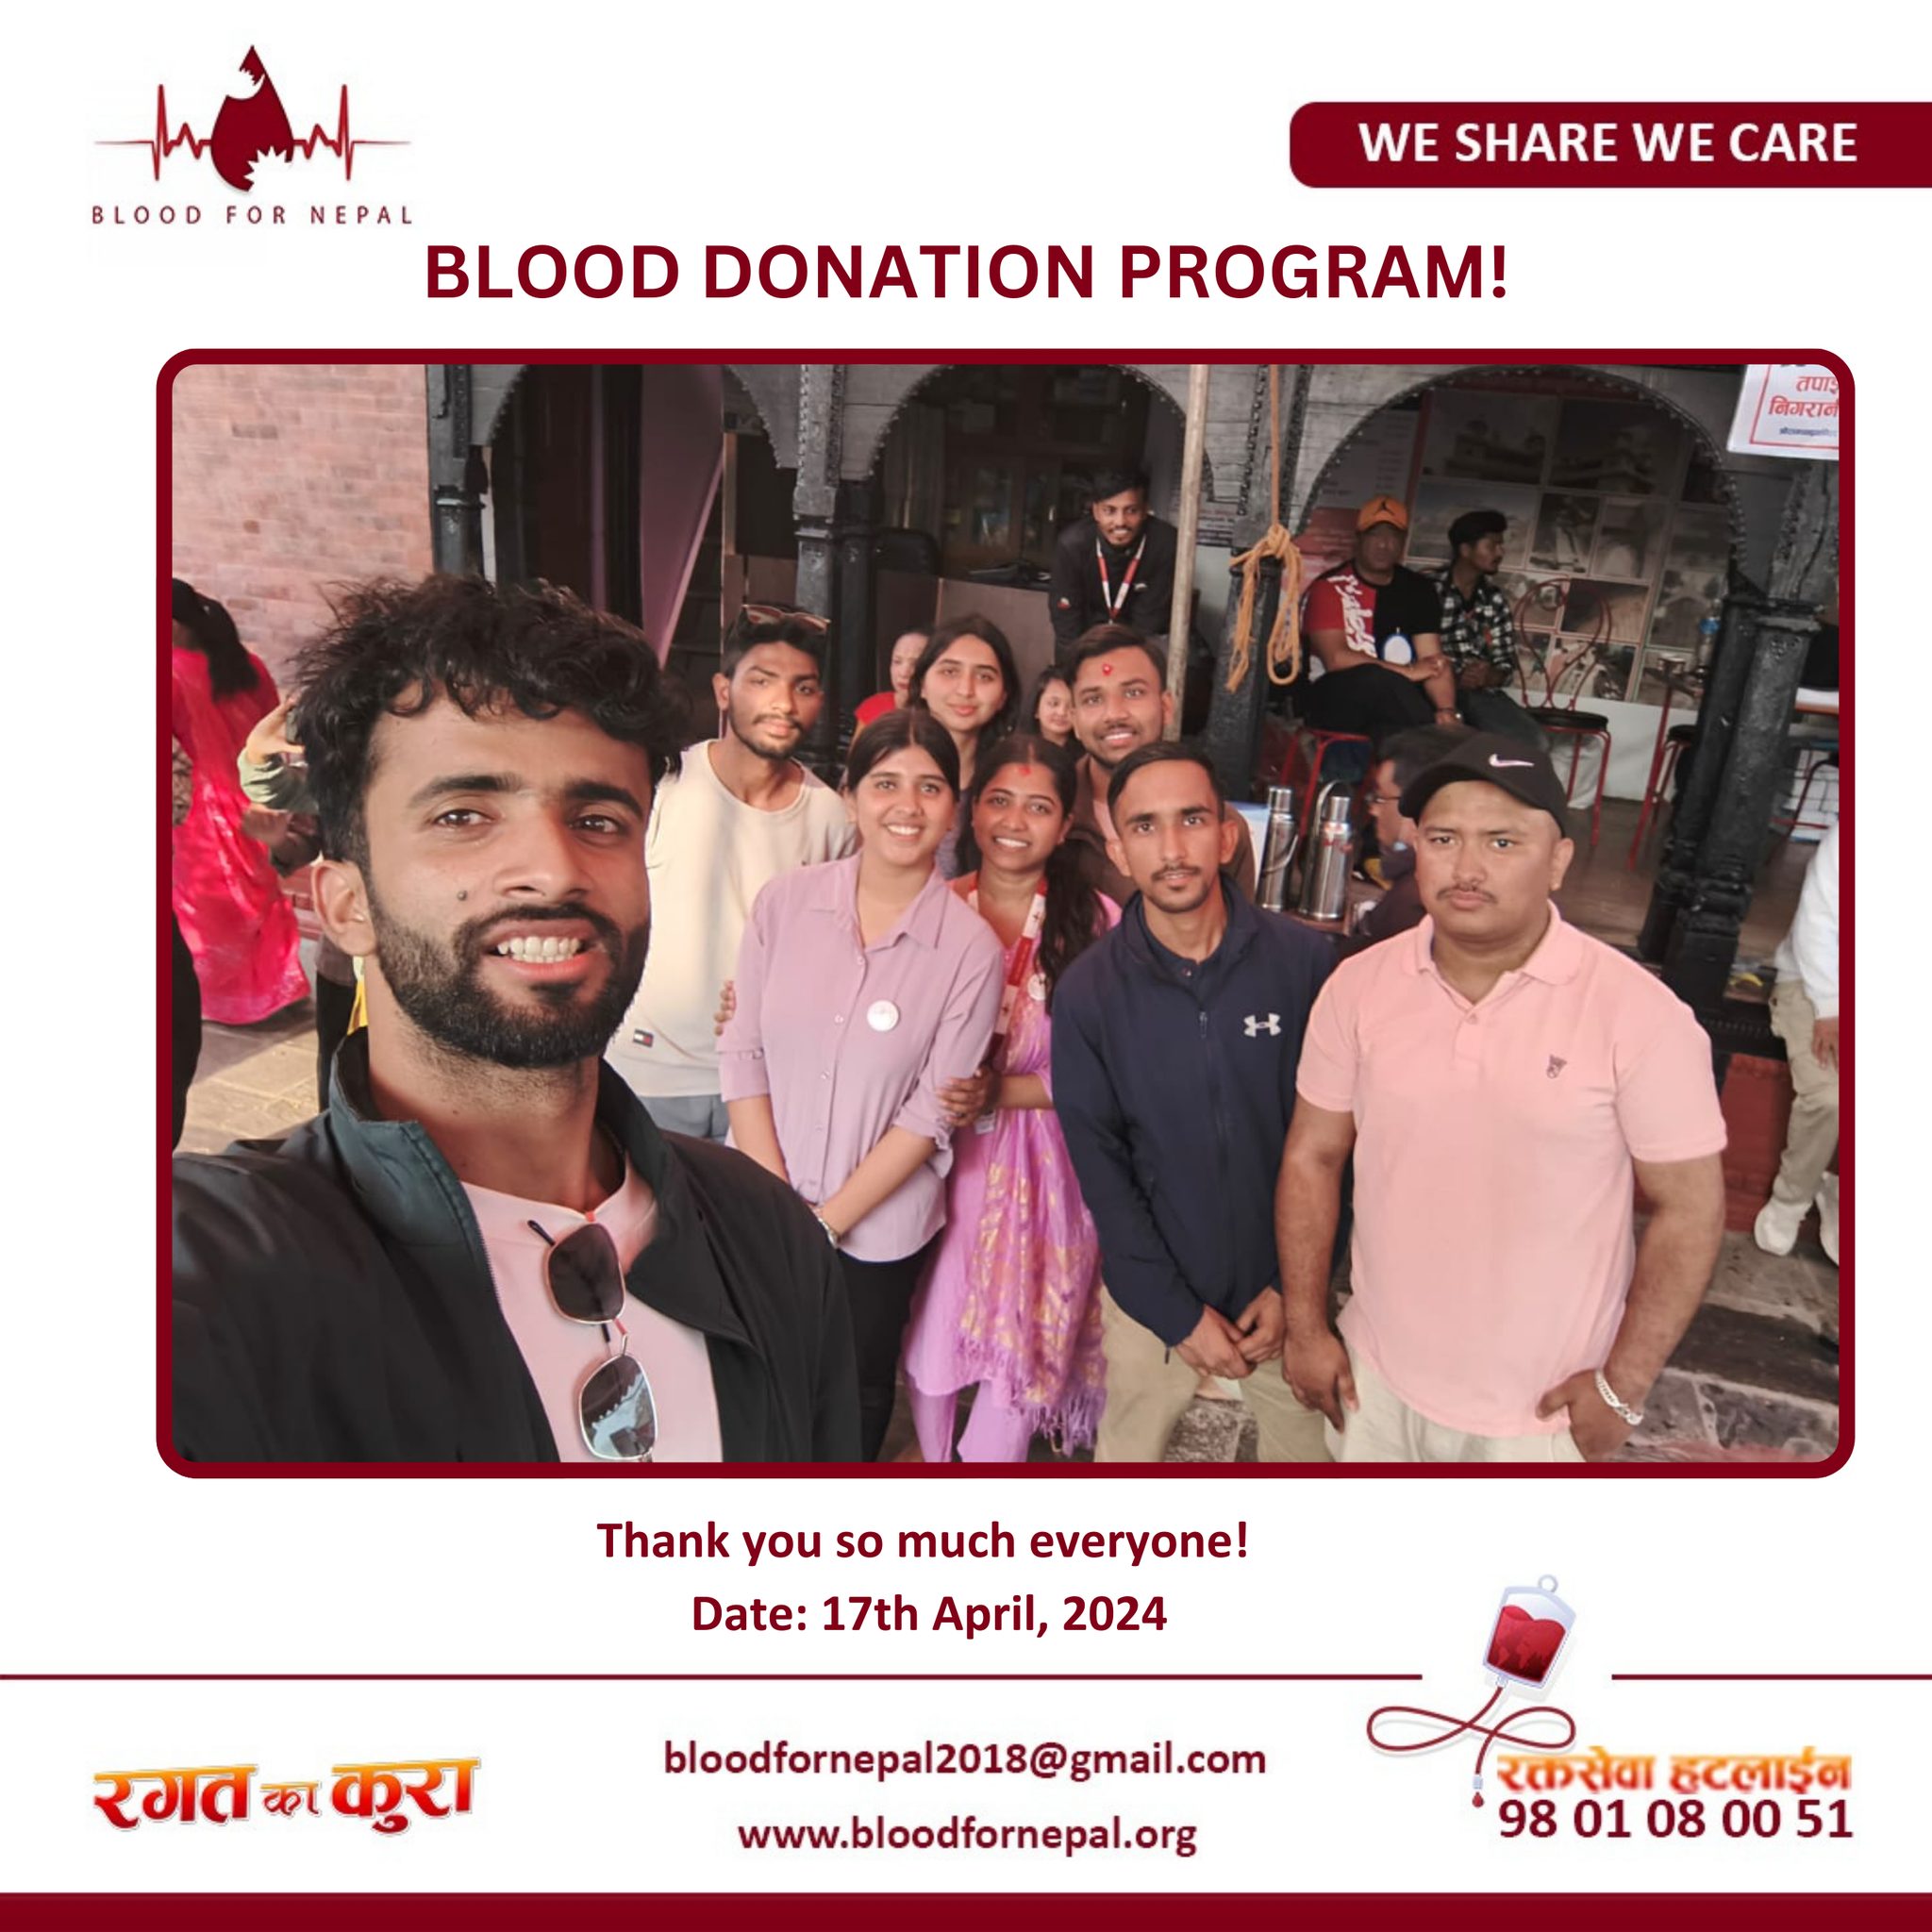 BLOOD FOR NEPAL
WE SHARE WE CARE
BLOOD DONATION PROGRAM!
निगरानी
Thank you so much everyone!
Date: 17th April, 2024
रगत का कुरा
bloodfornepal2018@gmail.com
www.bloodfornepal.org
रक्तसेवा हटलाईन
98 01 08 00 51